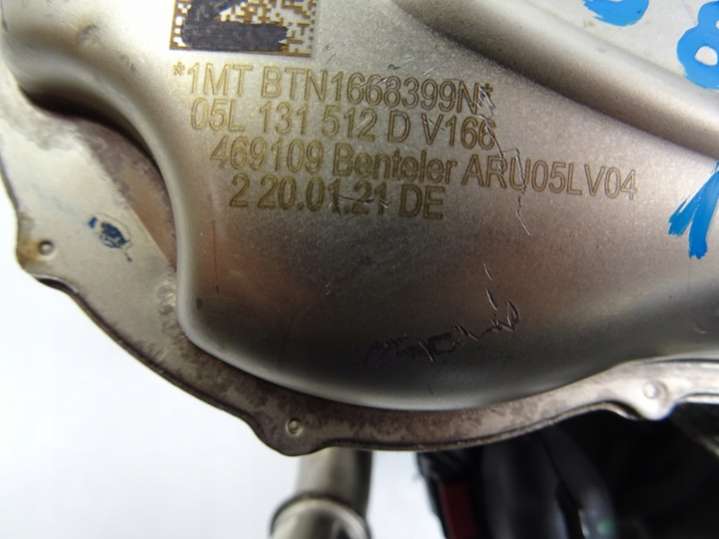 *1MT BTN1668399N*
05L 131 512 D V166
469109 Benteler ARU05LV04
2 20.01.21 DE